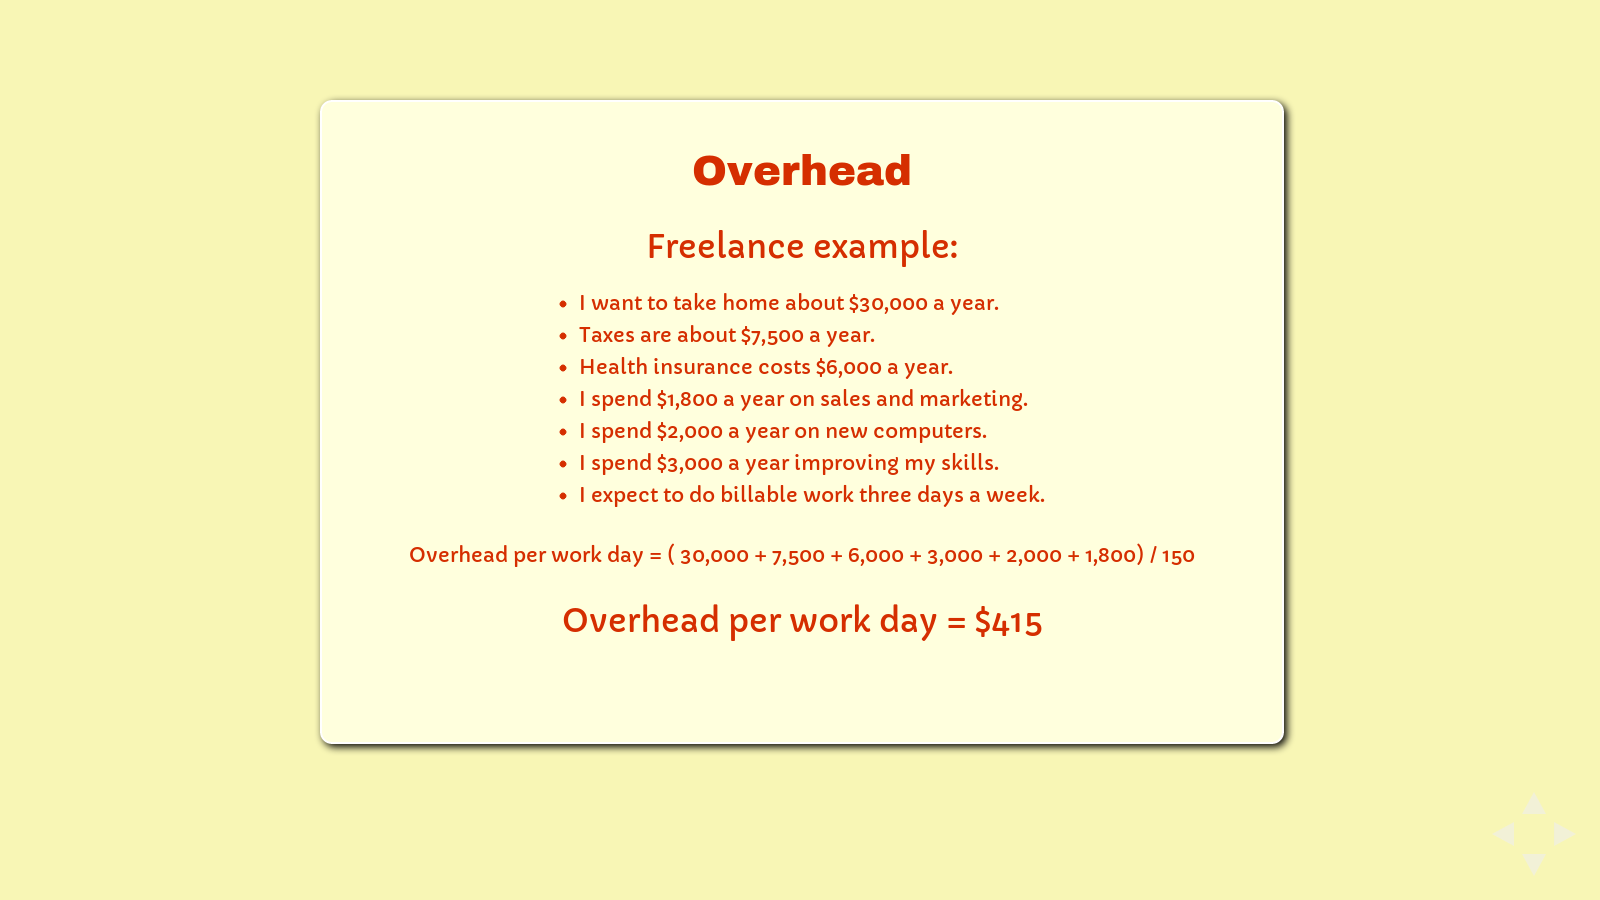 Overhead
Freelance example:
• I want to take home about $30,000 a year.
• Taxes are about $7,500 a year.
• Health insurance costs $6,000 a year.
• I spend $1,800 a year on sales and marketing.
• I spend $2,000 a year on new computers.
• I spend $3,000 a year improving my skills.
• I expect to do billable work three days a week.
Overhead per work day = ( 30,000 + 7,500 + 6,000 + 3,000 + 2,000 + 1,800) / 150
Overhead per work day = $415